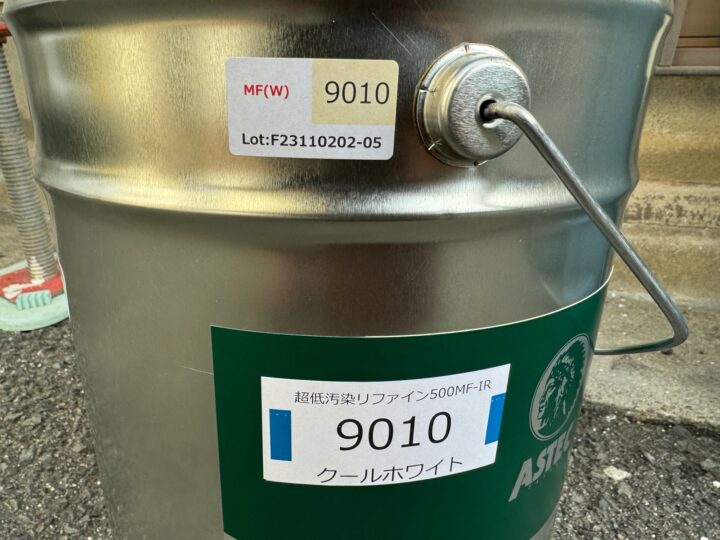 MF(W) 9010
Lot:F23110202-05
超低汚染リファイン500MF-IR
9010
クールホワイト
ASTEC